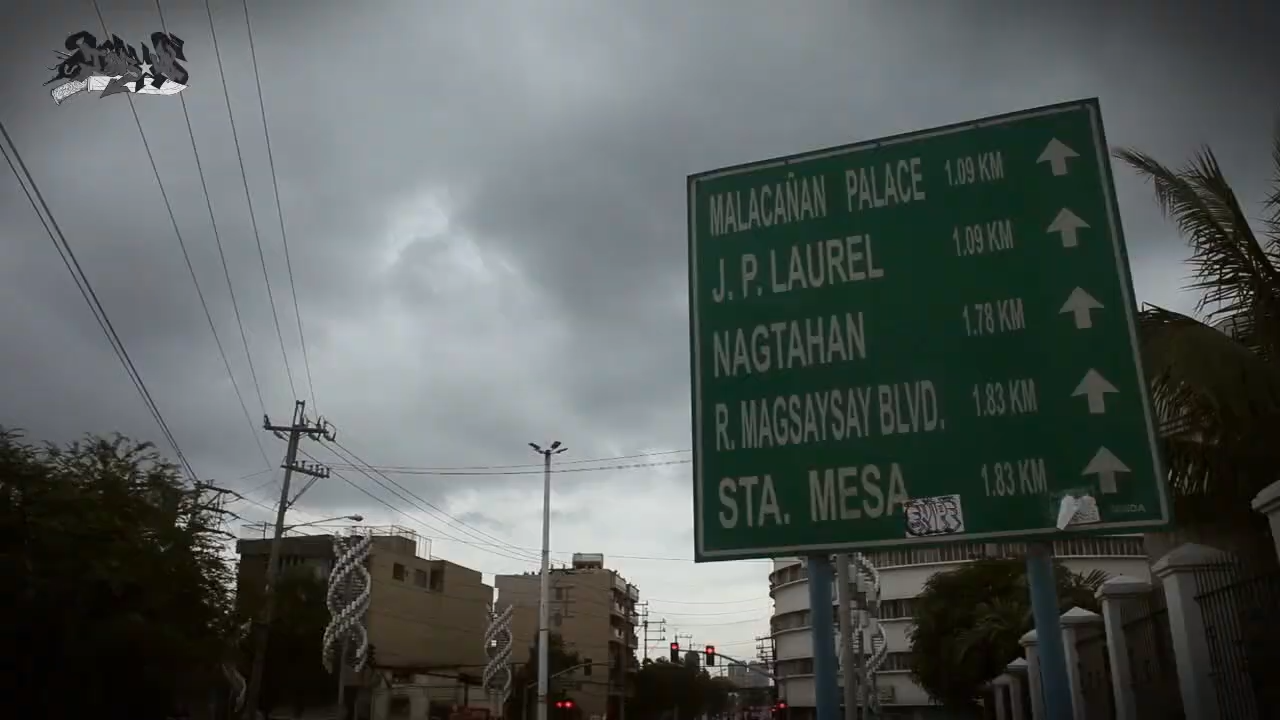 MALACAÑAN PALACE 1.09 KM
J. P. LAUREL 1.09 KM
NAGTAHAN 1.78 KM
R. MAGSAYSAY BLVD. 1.83 KM
STA. MESA 1.83 KM